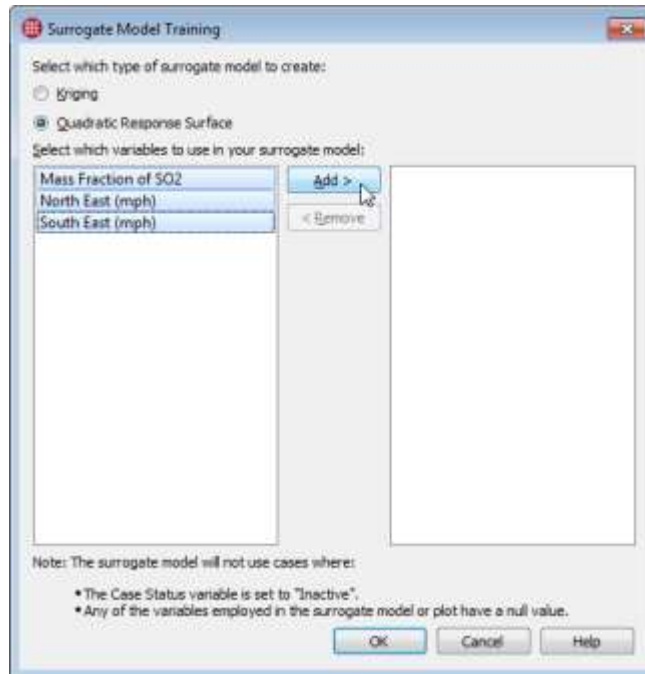 Surrogate Model Training
Select which type of surrogate model to create:
Kriging
Quadratic Response Surface
Select which variables to use in your surrogate model:
Mass Fraction of SO2
North East (mph)
South East (mph)
Add >
< Remove
Note: The surrogate model will not use cases where:
• The Case Status variable is set to "Inactive".
• Any of the variables employed in the surrogate model or plot have a null value.
OK
Cancel
Help